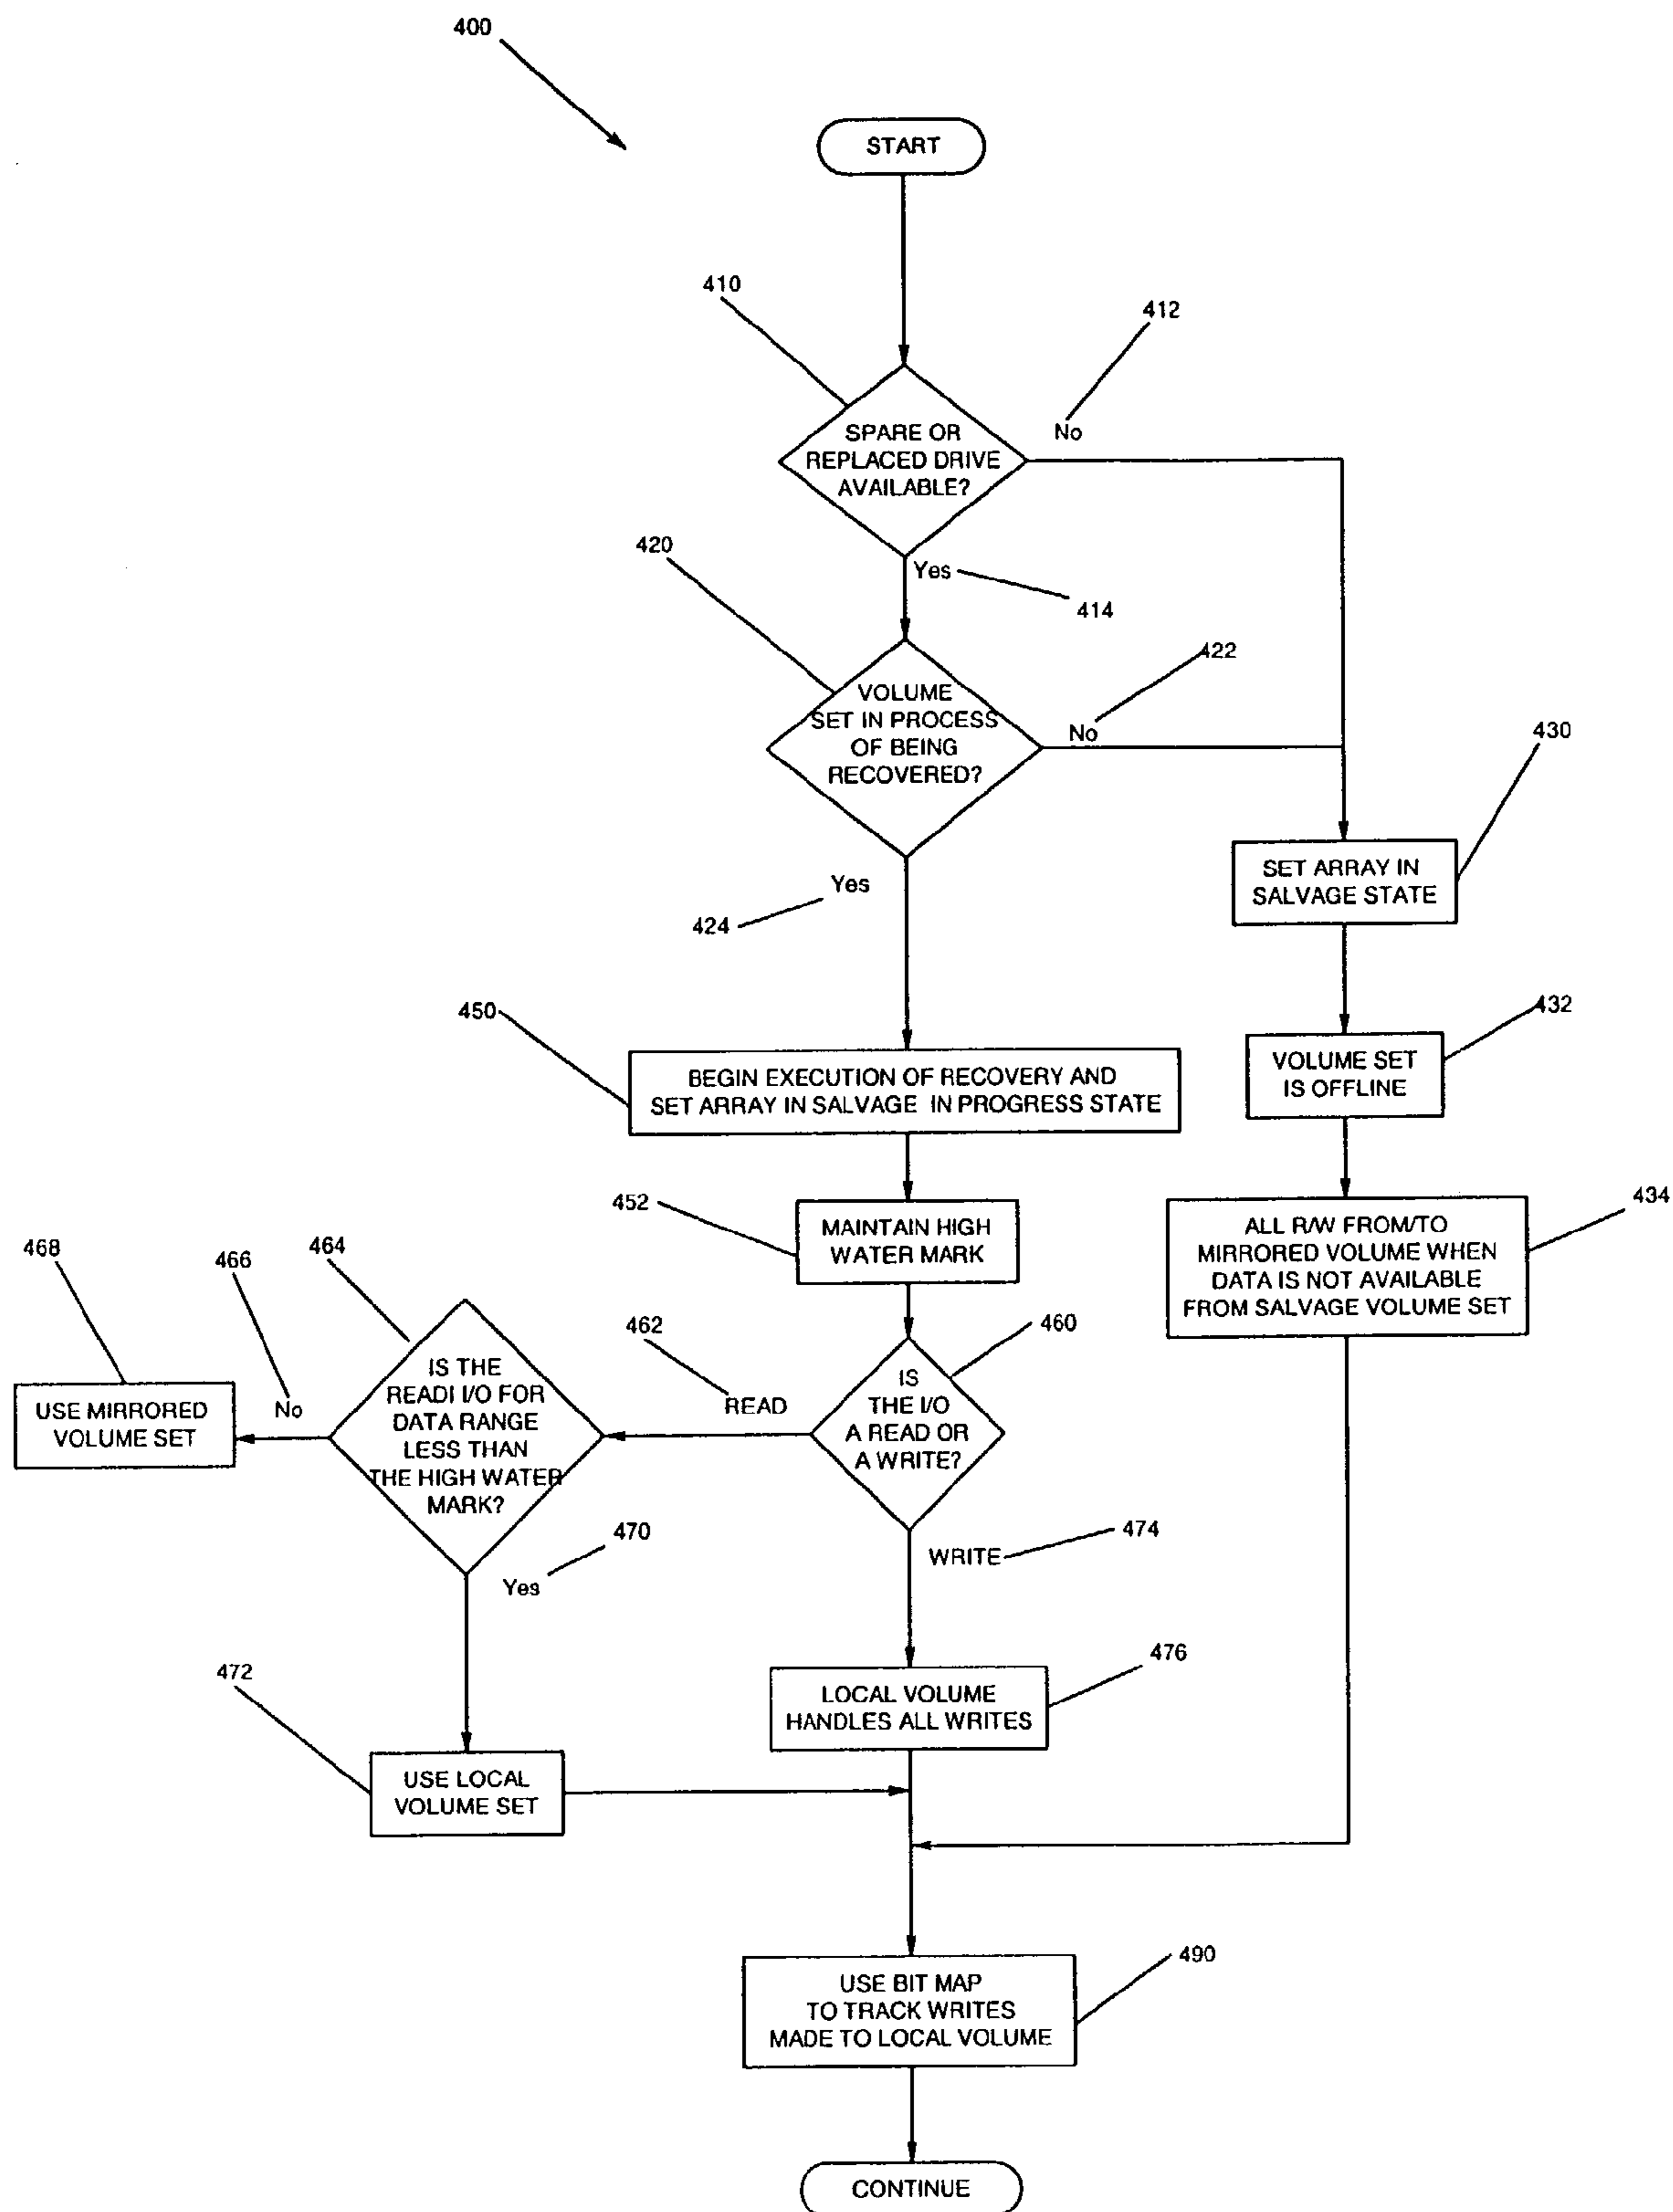 400
START
410
412
SPARE OR
REPLACED DRIVE
AVAILABLE?
No
420
Yes
414
422
VOLUME
SET IN PROCESS
OF BEING
RECOVERED?
No
430
SET ARRAY IN
SALVAGE STATE
Yes
424
450
432
BEGIN EXECUTION OF RECOVERY AND
SET ARRAY IN SALVAGE IN PROGRESS STATE
VOLUME SET
IS OFFLINE
452
434
MAINTAIN HIGH
WATER MARK
ALL R/W FROM/TO
MIRRORED VOLUME WHEN
DATA IS NOT AVAILABLE
FROM SALVAGE VOLUME SET
468
466
464
462
460
IS THE
READI I/O FOR
DATA RANGE
LESS THAN
THE HIGH WATER
MARK?
IS
THE I/O
A READ OR
A WRITE?
READ
USE MIRRORED
VOLUME SET
No
470
Yes
WRITE
474
472
476
LOCAL VOLUME
HANDLES ALL WRITES
USE LOCAL
VOLUME SET
490
USE BIT MAP
TO TRACK WRITES
MADE TO LOCAL VOLUME
CONTINUE